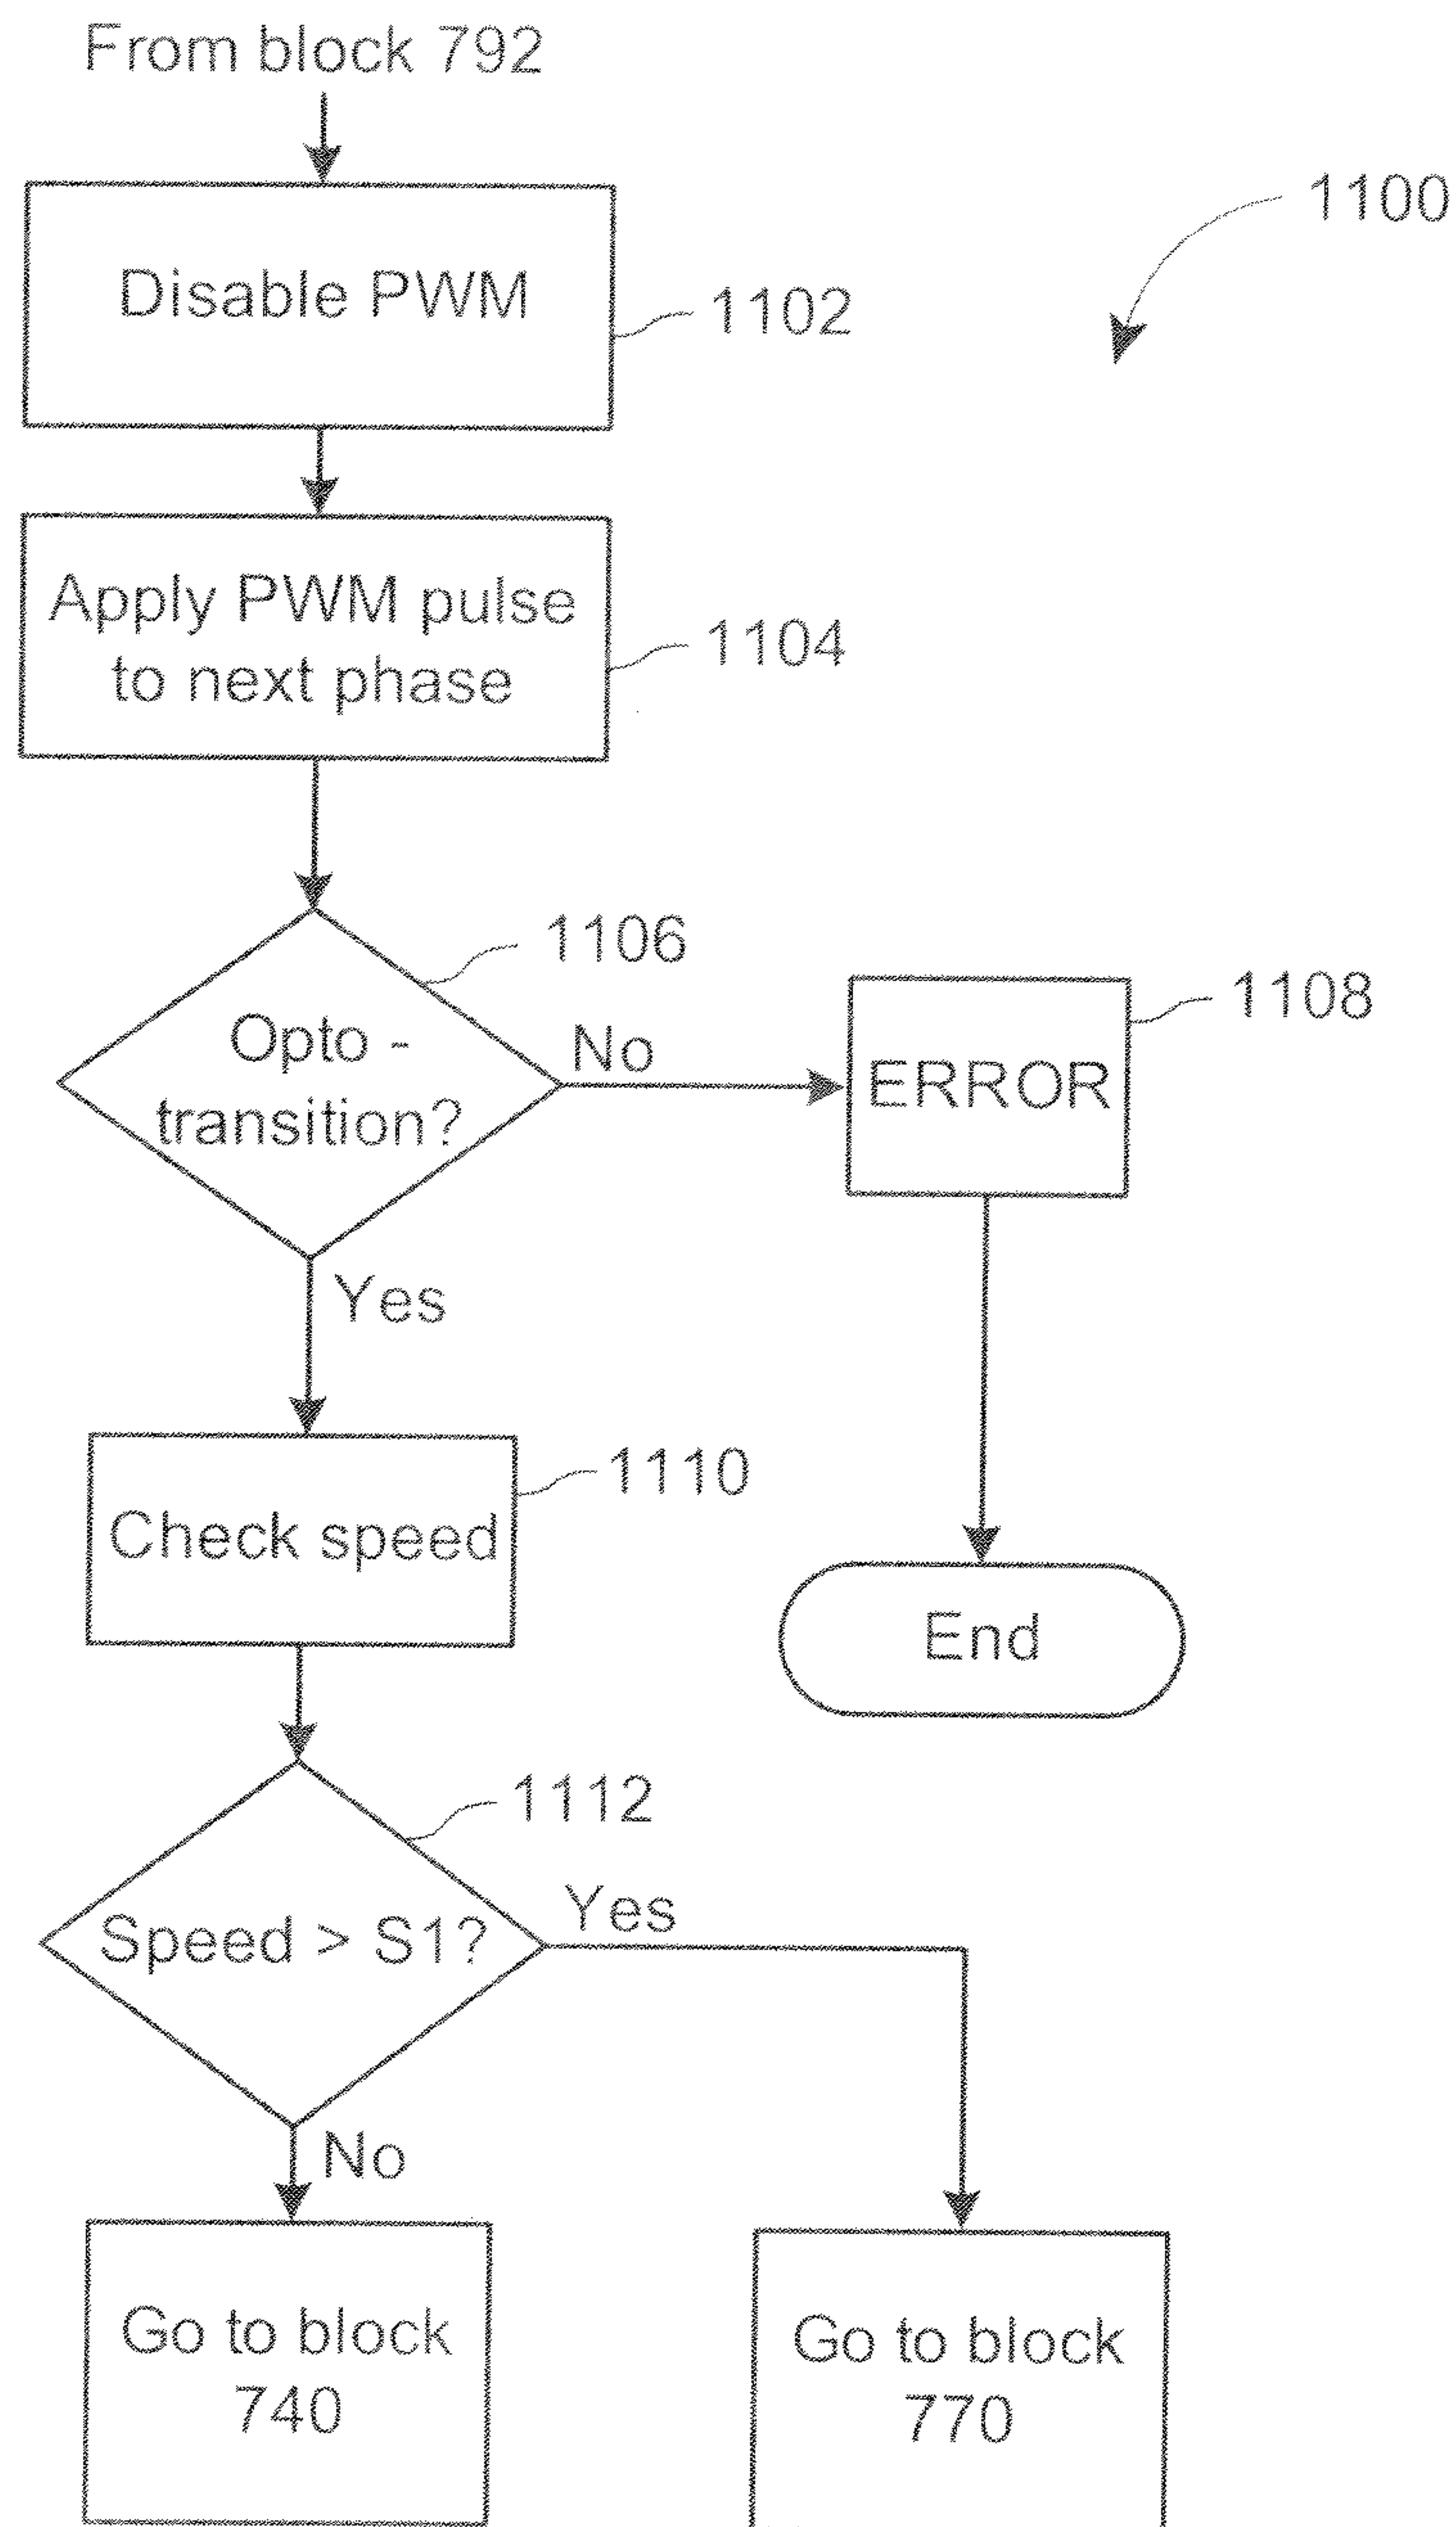 From block 792
1100
Disable PWM
1102
Apply PWM pulse
to next phase
1104
1106
Opto -
transition?
No
1108
ERROR
Yes
1110
Check speed
End
1112
Speed > S1?
Yes
No
Go to block
740
Go to block
770